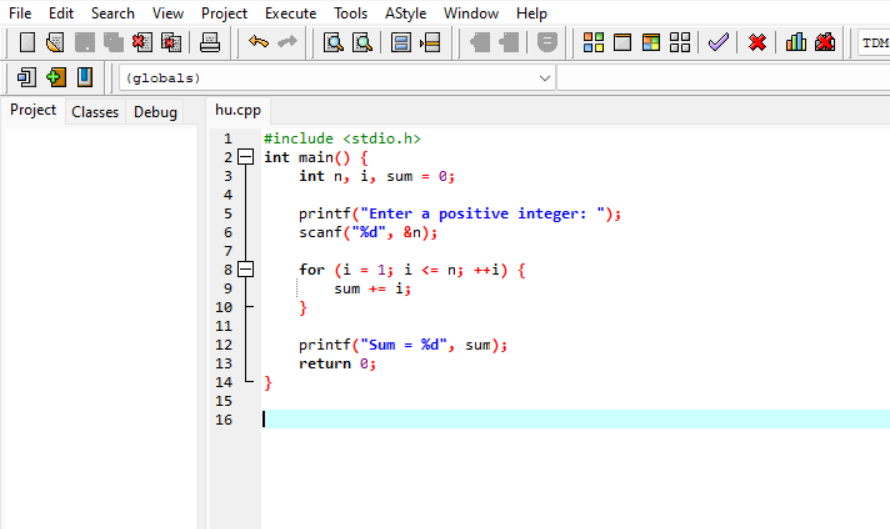 File Edit Search View Project Execute Tools AStyle Window Help
TDM
(globals)
Project Classes Debug hu.cpp
1 #include <stdio.h>
2 int main() {
3 int n, i, sum = 0;
4
5 printf("Enter a positive integer: ");
6 scanf("%d", &n);
7
8 for (i = 1; i <= n; ++i) {
9 sum += i;
10 }
11
12 printf("Sum = %d", sum);
13 return 0;
14 }
15
16